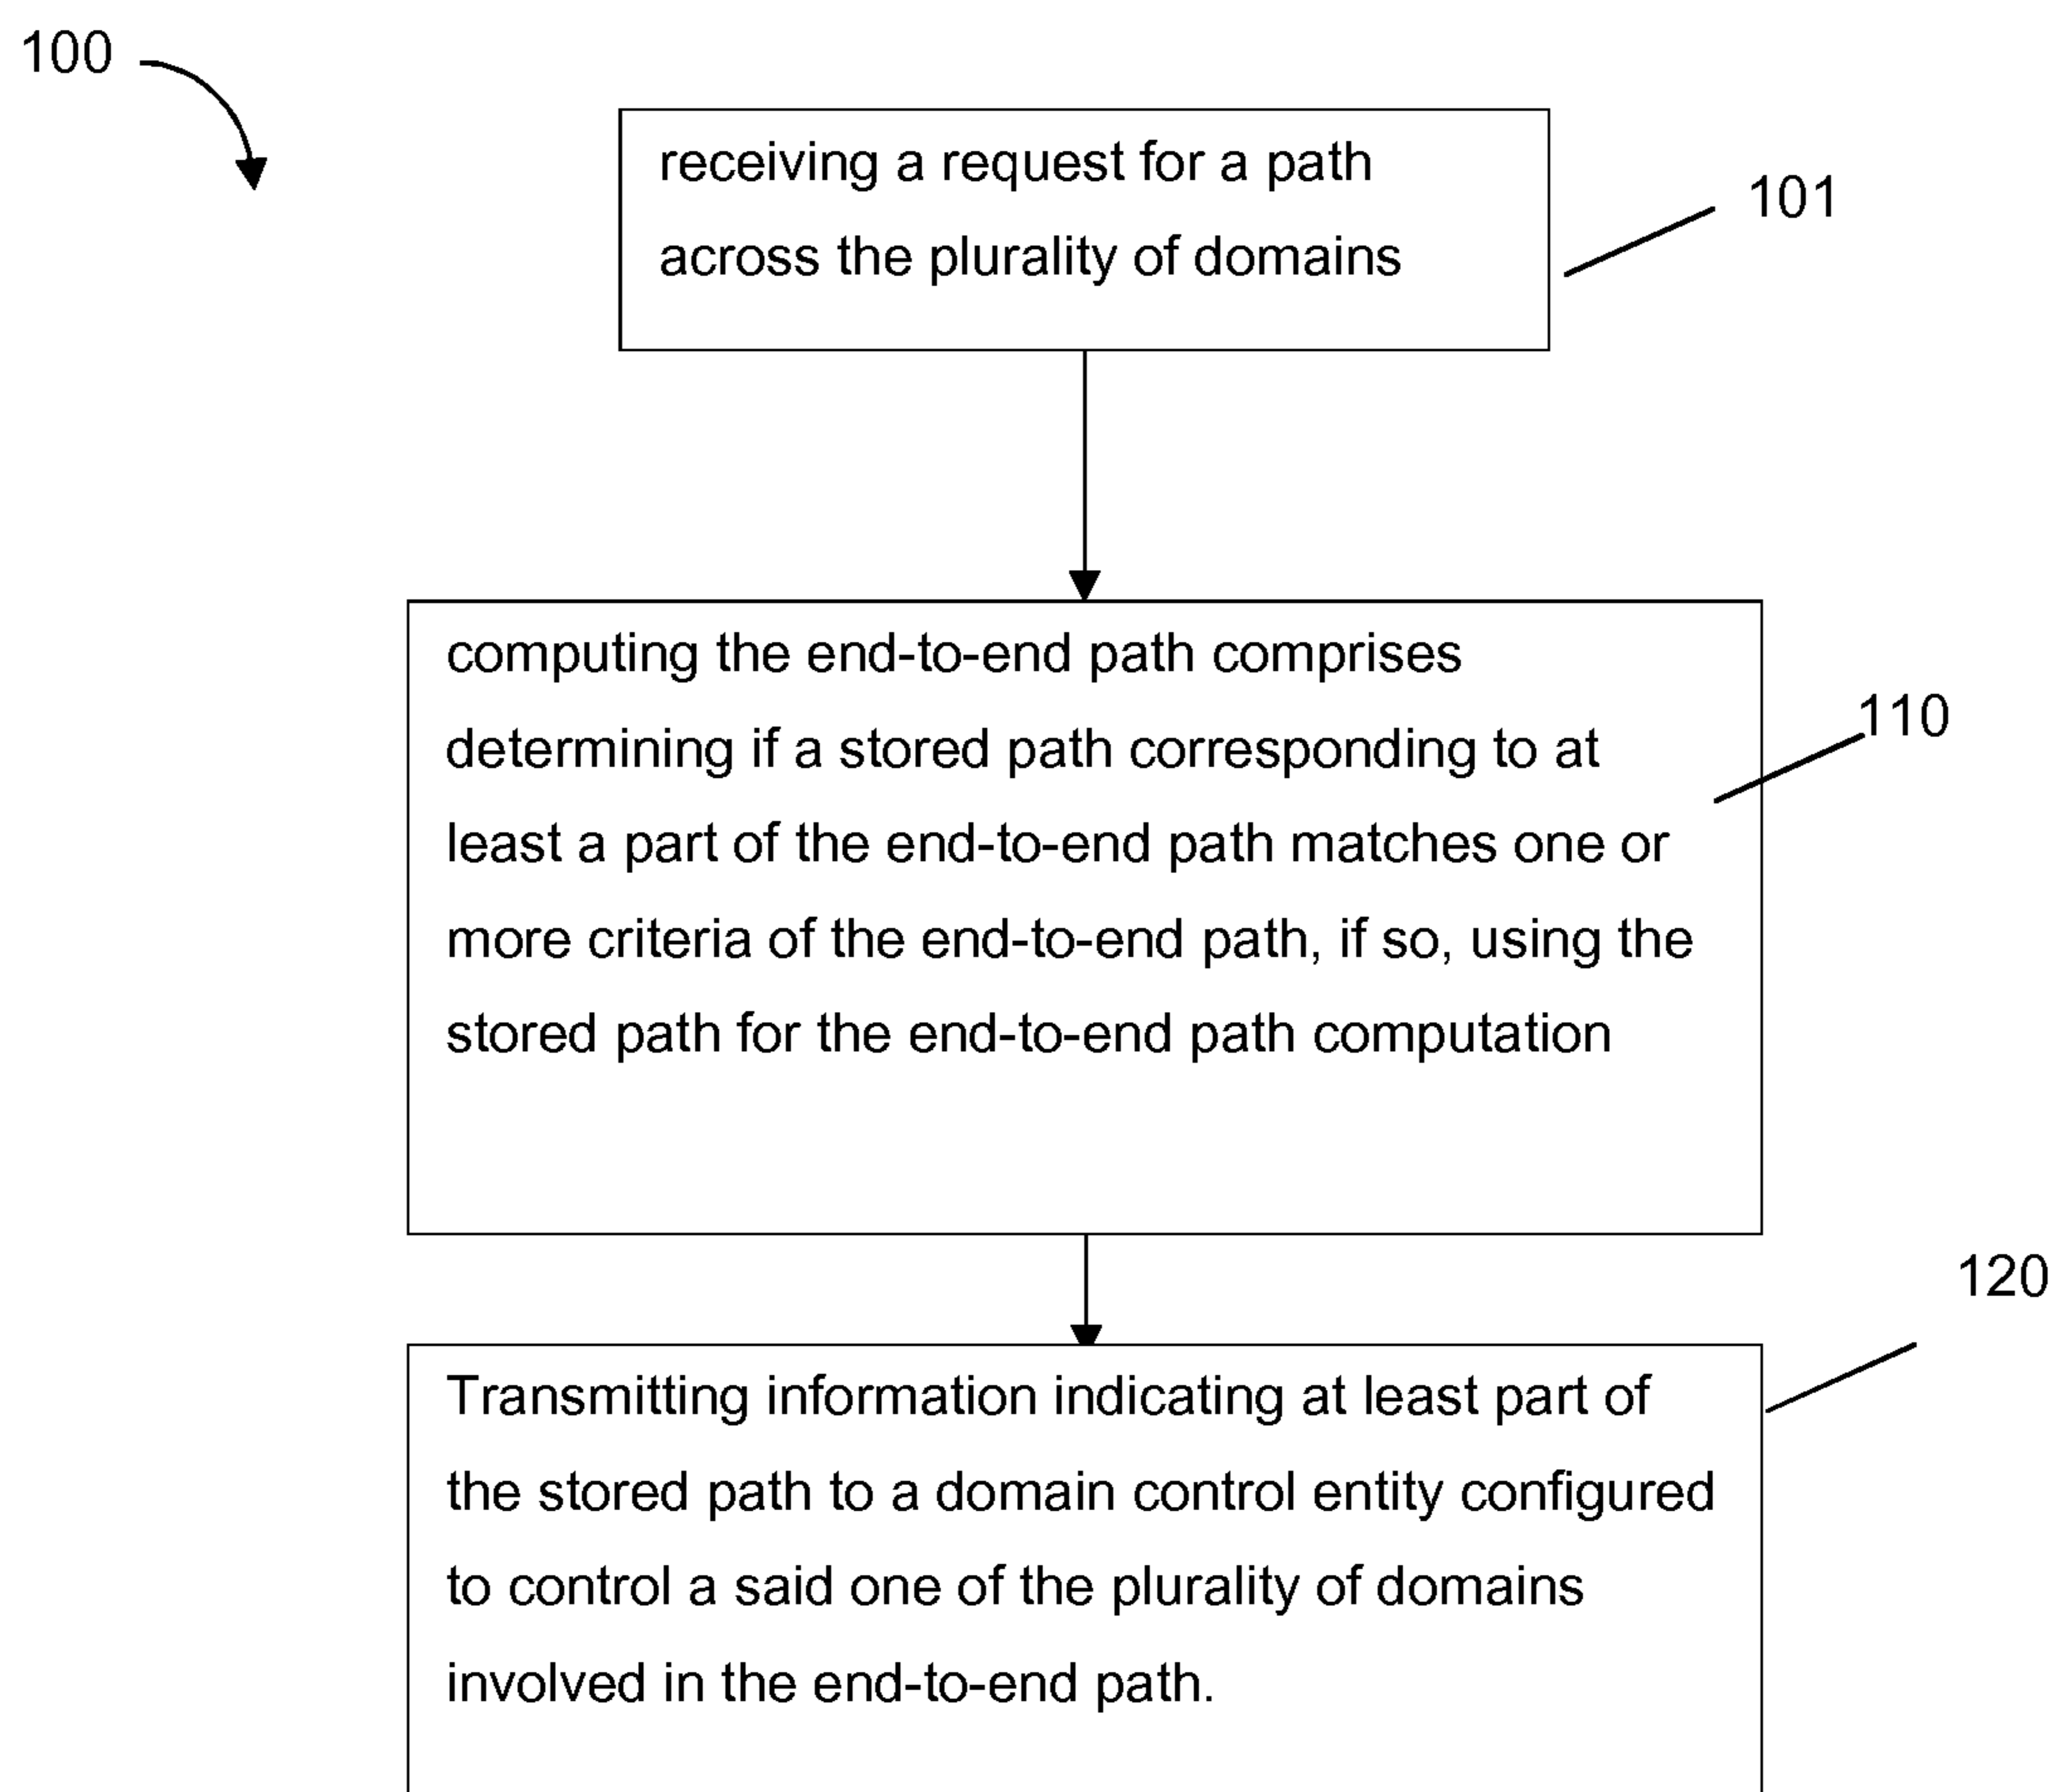 100
receiving a request for a path
across the plurality of domains
101
computing the end-to-end path comprises
determining if a stored path corresponding to at
least a part of the end-to-end path matches one or
more criteria of the end-to-end path, if so, using the
stored path for the end-to-end path computation
110
120
Transmitting information indicating at least part of
the stored path to a domain control entity configured
to control a said one of the plurality of domains
involved in the end-to-end path.